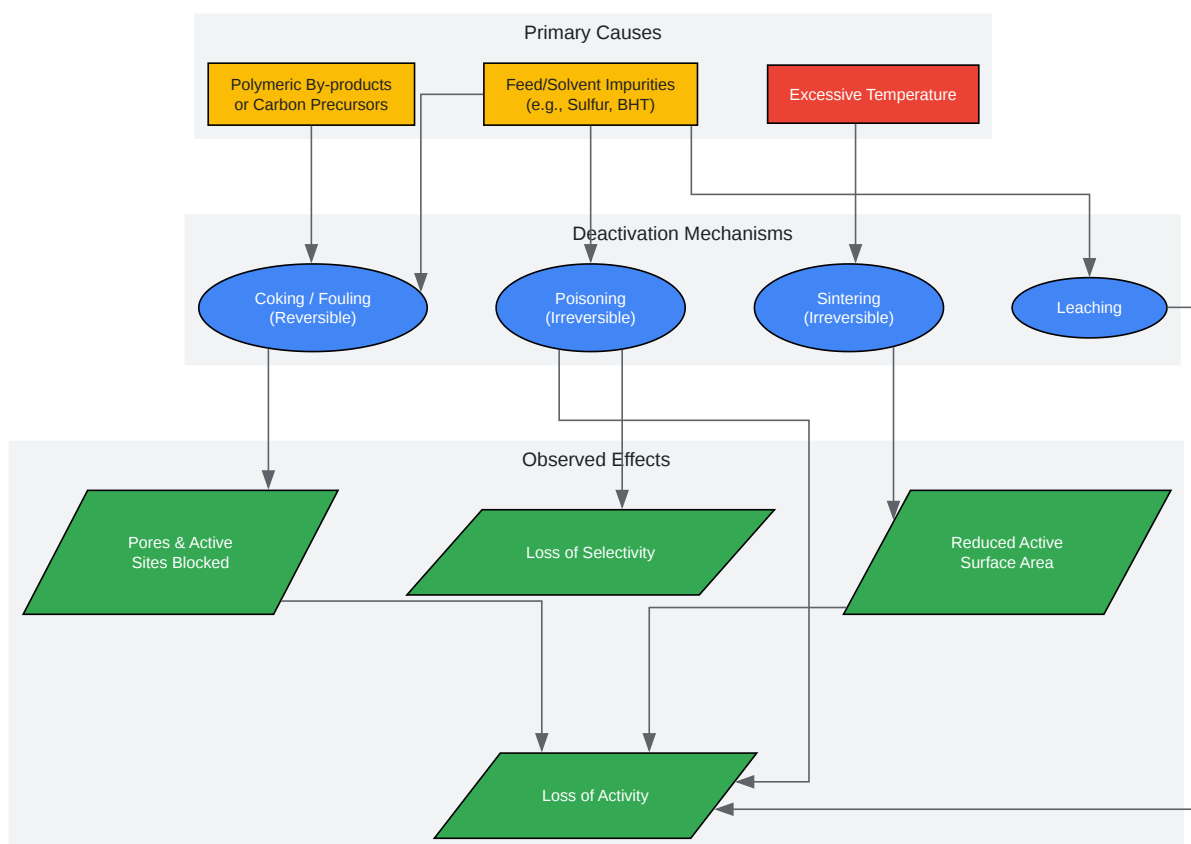 Primary Causes
Polymeric By-products
or Carbon Precursors
Feed/Solvent Impurities
(e.g., Sulfur, BHT)
Excessive Temperature
Deactivation Mechanisms
Coking / Fouling
(Reversible)
Poisoning
(Irreversible)
Sintering
(Irreversible)
Leaching
Observed Effects
Pores & Active
Sites Blocked
Loss of Selectivity
Reduced Active
Surface Area
Loss of Activity